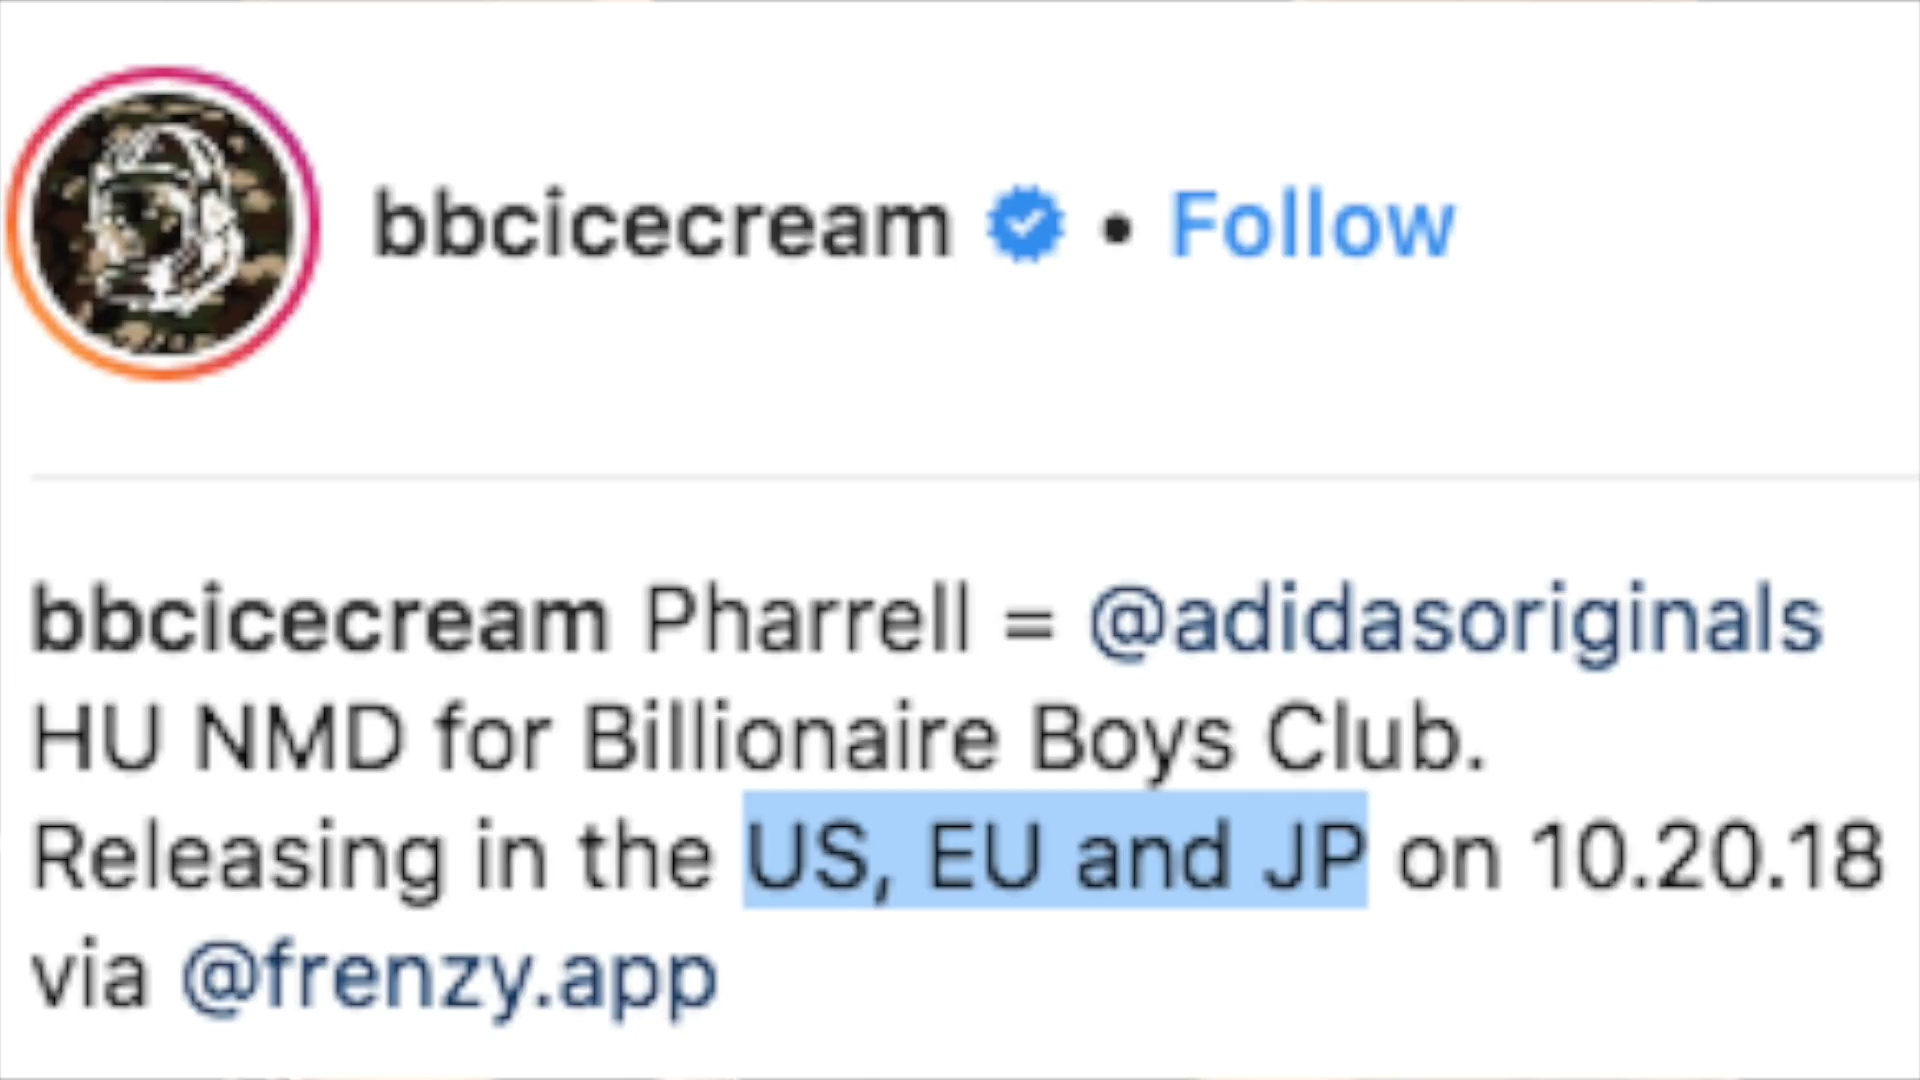 bbcicecream • Follow
bbcicecream Pharrell = @adidasoriginals
HU NMD for Billionaire Boys Club.
Releasing in the US, EU and JP on 10.20.18
via @frenzy.app